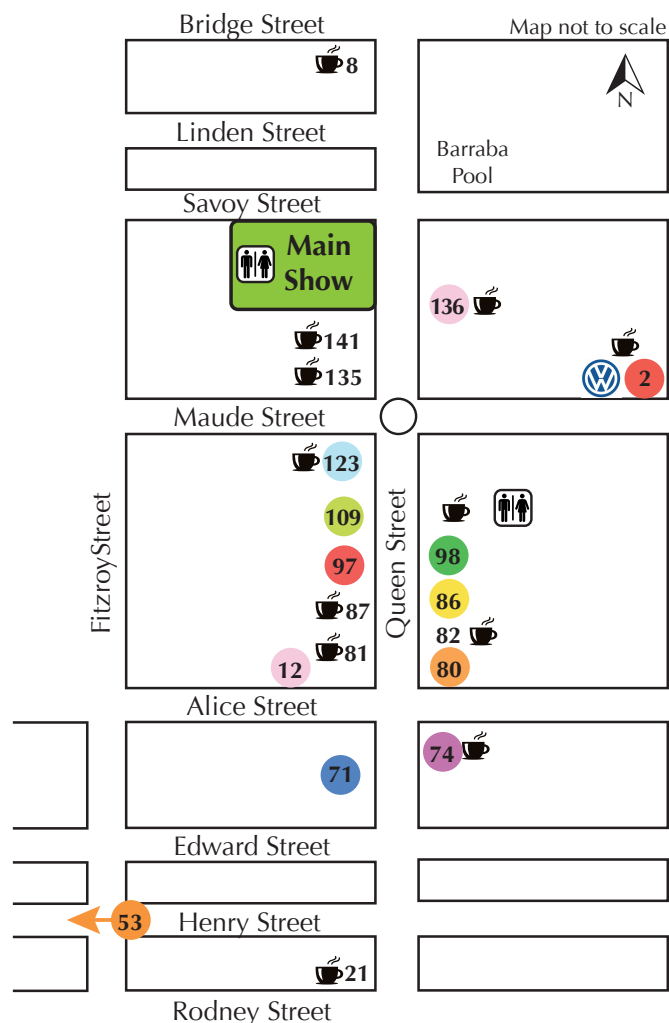 Bridge Street
Map not to scale
8
N
Linden Street
Barraba
Pool
Savoy Street
Main
Show
136
141
135
2
Maude Street
123
109
98
97
86
87
82
81
12
80
FitzroyStreet
Queen Street
Alice Street
74
71
Edward Street
53
Henry Street
21
Rodney Street